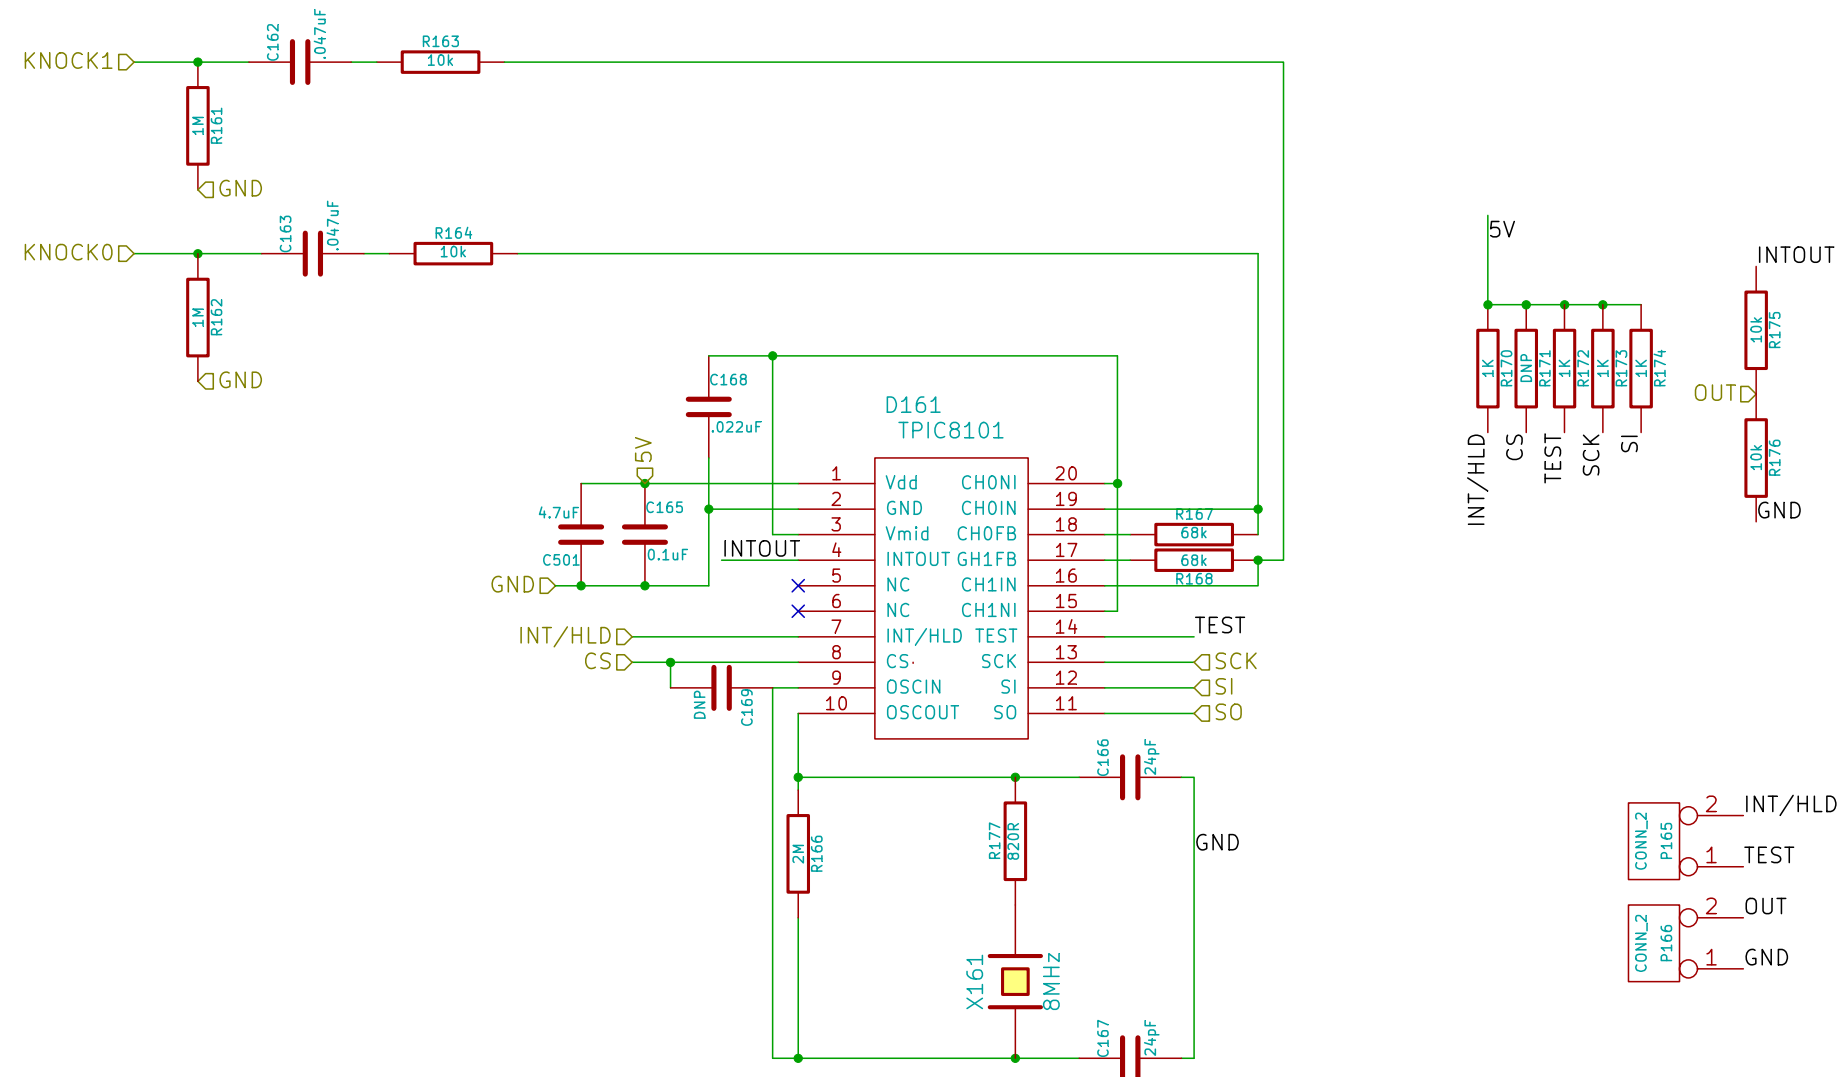 KNOCK1
C162
.047uF
R163
10k
1M
R161
GND
KNOCK0
C163
.047uF
R164
10k
1M
R162
GND
C168
.022uF
D161
TPIC8101
5V
4.7uF
C501
C165
0.1uF
GND
INTOUT
INT/HLD
CS
DNP
C169
1 Vdd
2 GND
3 Vmid
4 INTOUT
5 NC
6 NC
7 INT/HLD
8 CS
9 OSCIN
10 OSCOUT
CH0NI 20
CH0IN 19
CH0FB 18
GH1FB 17
CH1IN 16
CH1NI 15
TEST 14
SCK 13
SI 12
SO 11
R167
68k
68k
R168
TEST
SCK
SI
SO
2M
R166
R177
820R
C166
24pF
GND
X161
8MHz
C167
24pF
5V
1K
R170
DNP
R171
1K
R172
1K
R173
1K
R174
INT/HLD
CS
TEST
SCK
SI
INTOUT
10k
R175
OUT
10k
R176
GND
CONN_2
P165
2 INT/HLD
1 TEST
CONN_2
P166
2 OUT
1 GND